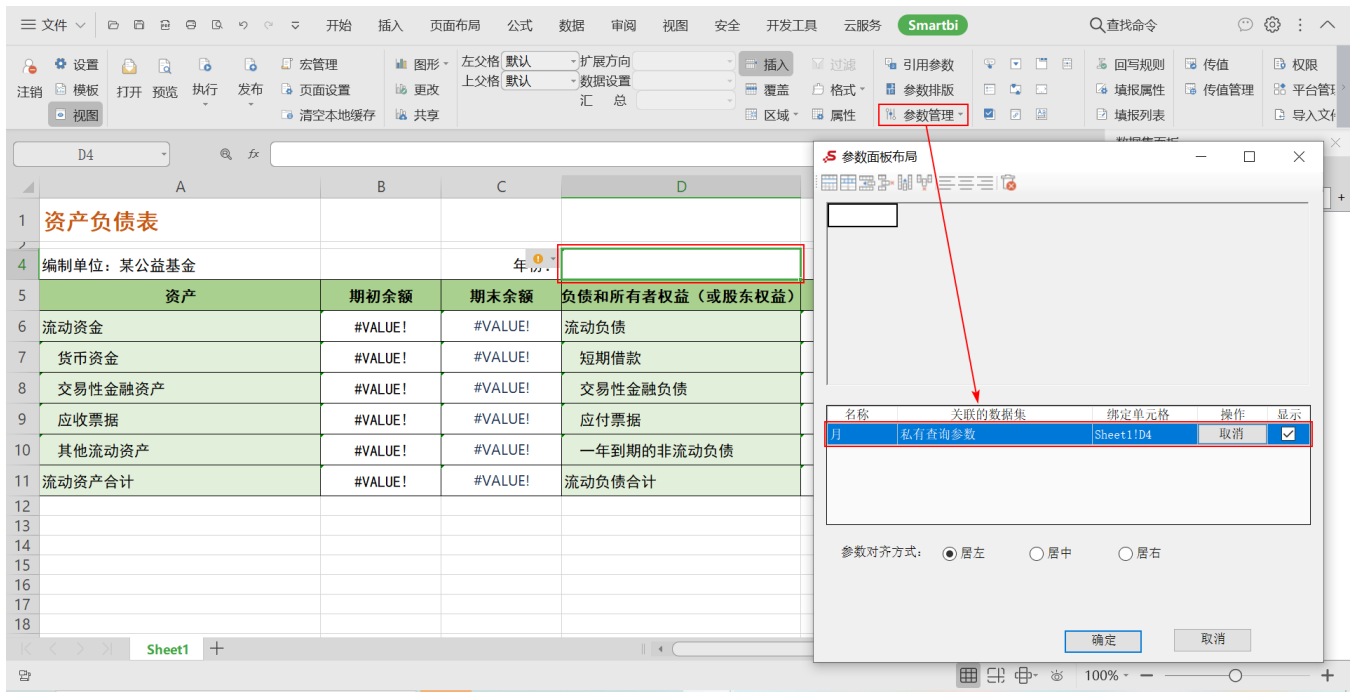 文件 开始 插入 页面布局 公式 数据 审阅 视图 安全 开发工具 云服务 Smartbi 查找命令
设置 宏管理 图形 左父格 默认 扩展方向 插入 过滤 引用参数 回写规则 传值 权限
注销 模板 打开 预览 执行 发布 页面设置 更改 上父格 默认 数据设置 覆盖 格式 参数排版 填报属性 传值管理 平台管
视图 清空本地缓存 共享 汇 总 区域 属性 参数管理 填报列表 导入文
D4 fx
参数面板布局
A B C D
1 资产负债表
4 编制单位：某公益基金
5 资产 期初余额 期末余额 负债和所有者权益（或股东权益）
6 流动资金 #VALUE! #VALUE! 流动负债
7 货币资金 #VALUE! #VALUE! 短期借款
8 交易性金融资产 #VALUE! #VALUE! 交易性金融负债
9 应收票据 #VALUE! #VALUE! 应付票据
10 其他流动资产 #VALUE! #VALUE! 一年到期的非流动负债
11 流动资产合计 #VALUE! #VALUE! 流动负债合计
12
13
14
15
16
17
18
名称 关联的数据集 绑定单元格 操作 显示
月 私有查询参数 Sheet1!D4 取消
参数对齐方式： 居左 居中 居右
确定 取消
Sheet1
100%